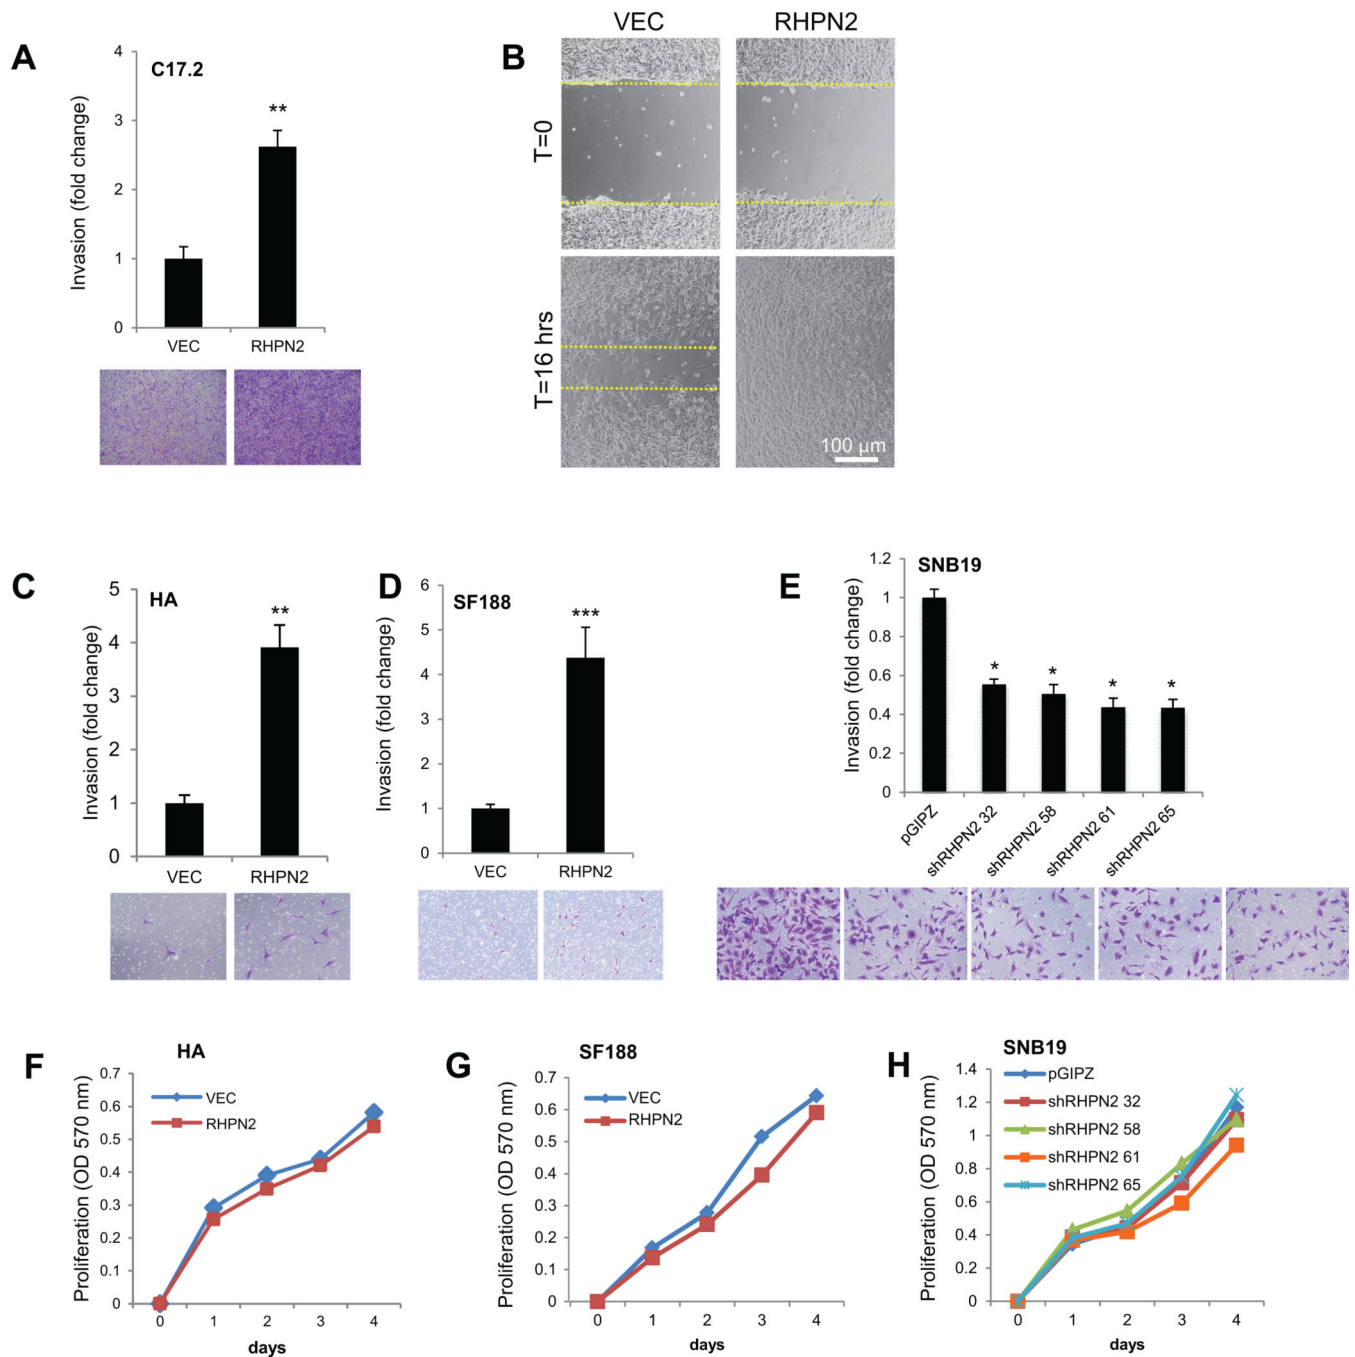 A
C17.2
Invasion (fold change)
4
3
2
1
0
**
VEC
RHPN2
B
VEC
RHPN2
T=0
T=16 hrs
100 µm
C
HA
Invasion (fold change)
5
4
3
2
1
0
**
VEC
RHPN2
D
SF188
Invasion (fold change)
6
5
4
3
2
1
0
***
VEC
RHPN2
E
SNB19
Invasion (fold change)
1.2
1
0.8
0.6
0.4
0.2
0
*
*
*
*
pGIPZ
shRHPN2 32
shRHPN2 58
shRHPN2 61
shRHPN2 65
F
HA
Proliferation (OD 570 nm)
0.7
0.6
0.5
0.4
0.3
0.2
0.1
0
VEC
RHPN2
0 1 2 3 4
days
G
SF188
Proliferation (OD 570 nm)
0.7
0.6
0.5
0.4
0.3
0.2
0.1
0
VEC
RHPN2
0 1 2 3 4
days
H
SNB19
Proliferation (OD 570 nm)
1.4
1.2
1
0.8
0.6
0.4
0.2
0
pGIPZ
shRHPN2 32
shRHPN2 58
shRHPN2 61
shRHPN2 65
0 1 2 3 4
days